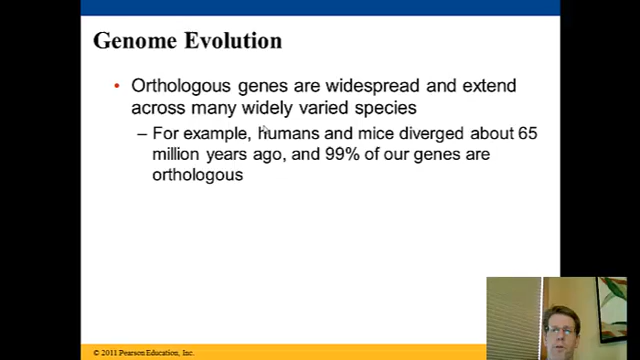 Genome Evolution
• Orthologous genes are widespread and extend
across many widely varied species
– For example, humans and mice diverged about 65
million years ago, and 99% of our genes are
orthologous
© 2011 Pearson Education, Inc.